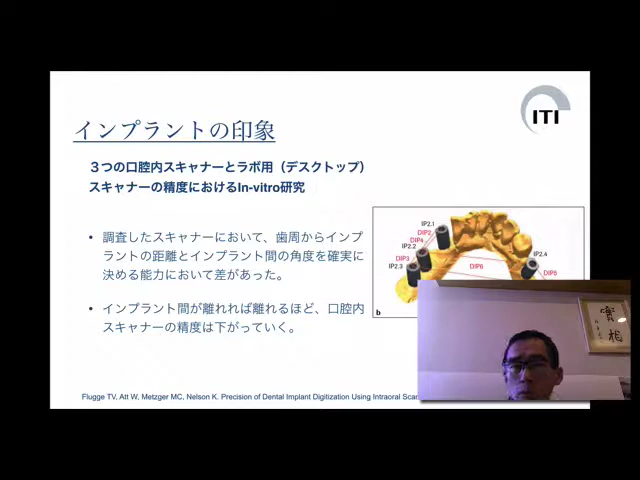 ITI
インプラントの印象
３つの口腔内スキャナーとラボ用（デスクトップ）
スキャナーの精度におけるIn-vitro研究
• 調査したスキャナーにおいて、歯周からインプ
ラントの距離とインプラント間の角度を確実に
決める能力において差があった。
• インプラント間が離れれば離れるほど、口腔内
スキャナーの精度は下がっていく。
IP2.1
DIP2
DIP4
IP2.2
DIP3
IP2.3
DIP6
IP2.4
DIP5
b
Flugge TV, Att W, Metzger MC, Nelson K. Precision of Dental Implant Digitization Using Intraoral Scan